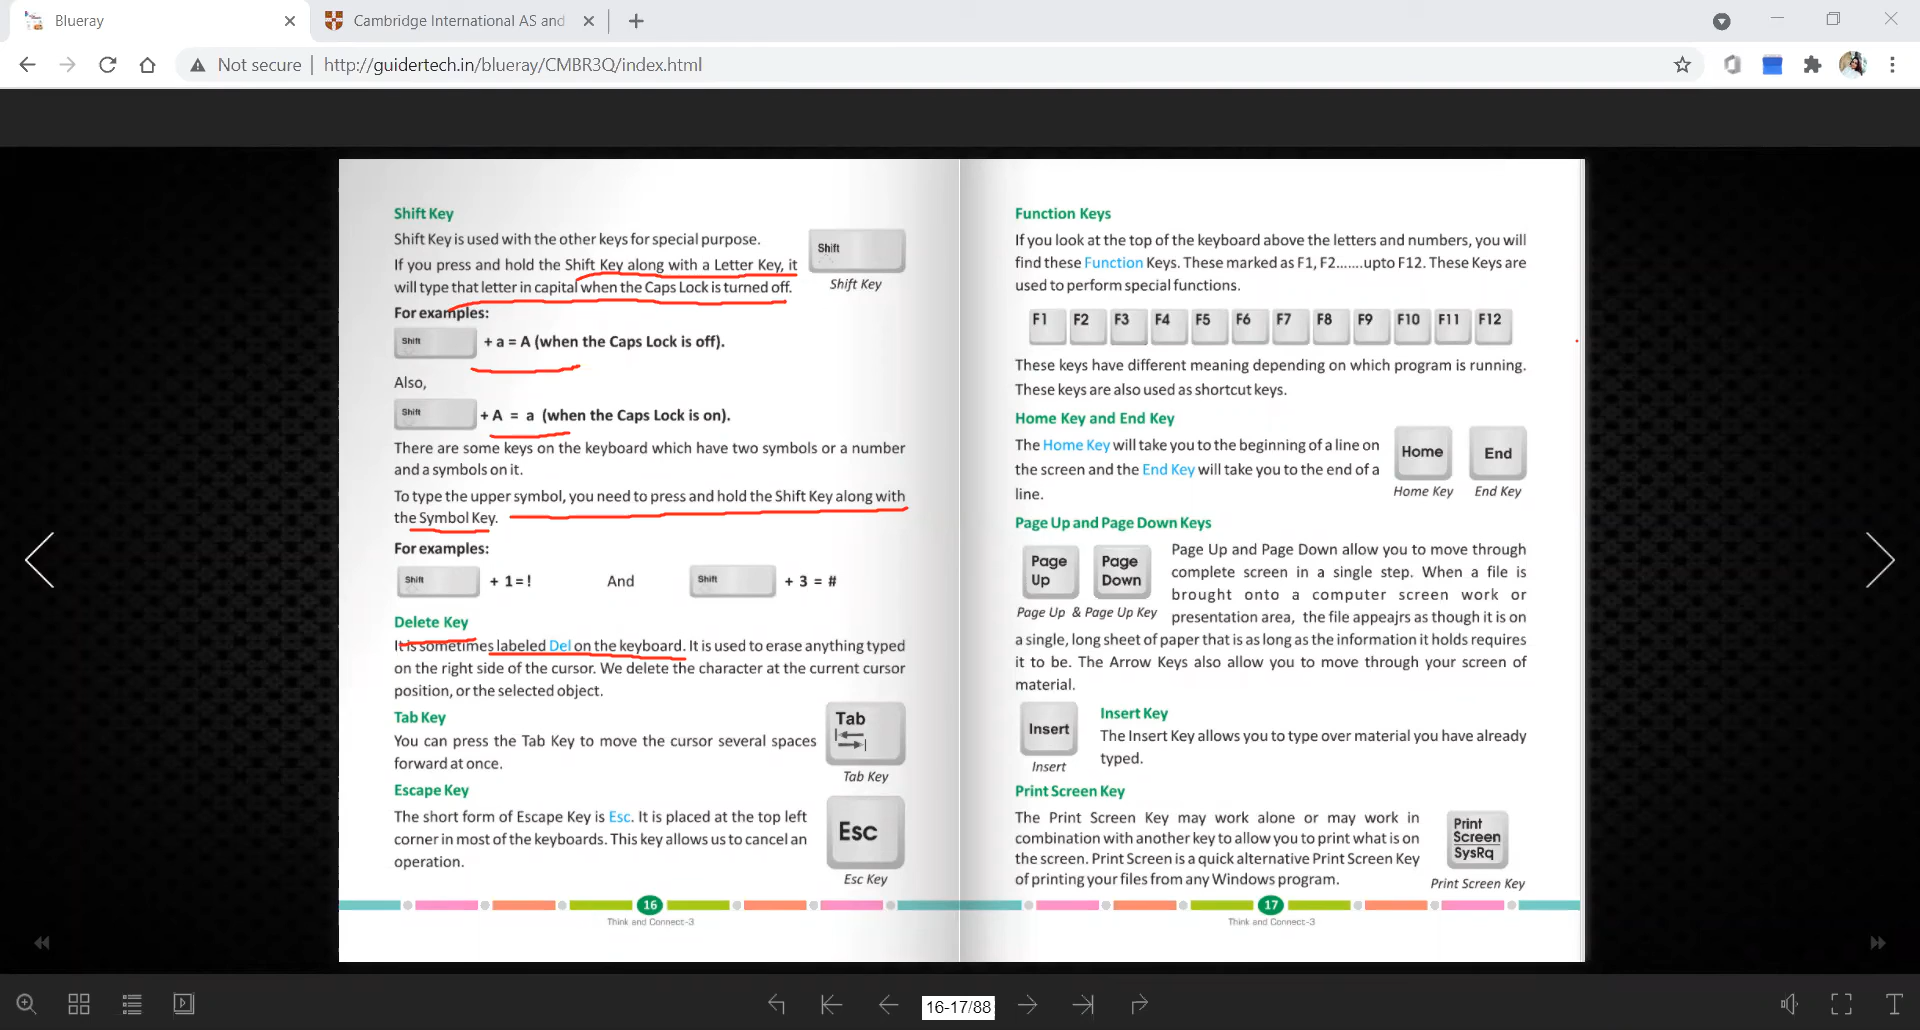 Blueray
Cambridge International AS and
Not secure | http://guidertech.in/blueray/CMBR3Q/index.html
Shift Key
Shift Key is used with the other keys for special purpose.
If you press and hold the Shift Key along with a Letter Key, it
will type that letter in capital when the Caps Lock is turned off.
Shift
Shift Key
For examples:
Shift + a = A (when the Caps Lock is off).
Also,
Shift + A = a (when the Caps Lock is on).
There are some keys on the keyboard which have two symbols or a number
and a symbols on it.
To type the upper symbol, you need to press and hold the Shift Key along with
the Symbol Key.
For examples:
Shift + 1 = ! And Shift + 3 = #
Delete Key
It is sometimes labeled Del on the keyboard. It is used to erase anything typed
on the right side of the cursor. We delete the character at the current cursor
position, or the selected object.
Tab Key
You can press the Tab Key to move the cursor several spaces
forward at once.
Tab
Tab Key
Escape Key
The short form of Escape Key is Esc. It is placed at the top left
corner in most of the keyboards. This key allows us to cancel an
operation.
Esc
Esc Key
16
Think and Connect-3
Function Keys
If you look at the top of the keyboard above the letters and numbers, you will
find these Function Keys. These marked as F1, F2.......upto F12. These Keys are
used to perform special functions.
F1 F2 F3 F4 F5 F6 F7 F8 F9 F10 F11 F12
These keys have different meaning depending on which program is running.
These keys are also used as shortcut keys.
Home Key and End Key
The Home Key will take you to the beginning of a line on
the screen and the End Key will take you to the end of a
line.
Home End
Home Key End Key
Page Up and Page Down Keys
Page Up
Page Down
Page Up & Page Up Key
Page Up and Page Down allow you to move through
complete screen in a single step. When a file is
brought onto a computer screen work or
presentation area, the file appeajrs as though it is on
a single, long sheet of paper that is as long as the information it holds requires
it to be. The Arrow Keys also allow you to move through your screen of
material.
Insert
Insert
Insert Key
The Insert Key allows you to type over material you have already
typed.
Print Screen Key
The Print Screen Key may work alone or may work in
combination with another key to allow you to print what is on
the screen. Print Screen is a quick alternative Print Screen Key
of printing your files from any Windows program.
Print
Screen
SysRq
Print Screen Key
17
Think and Connect-3
16-17/88